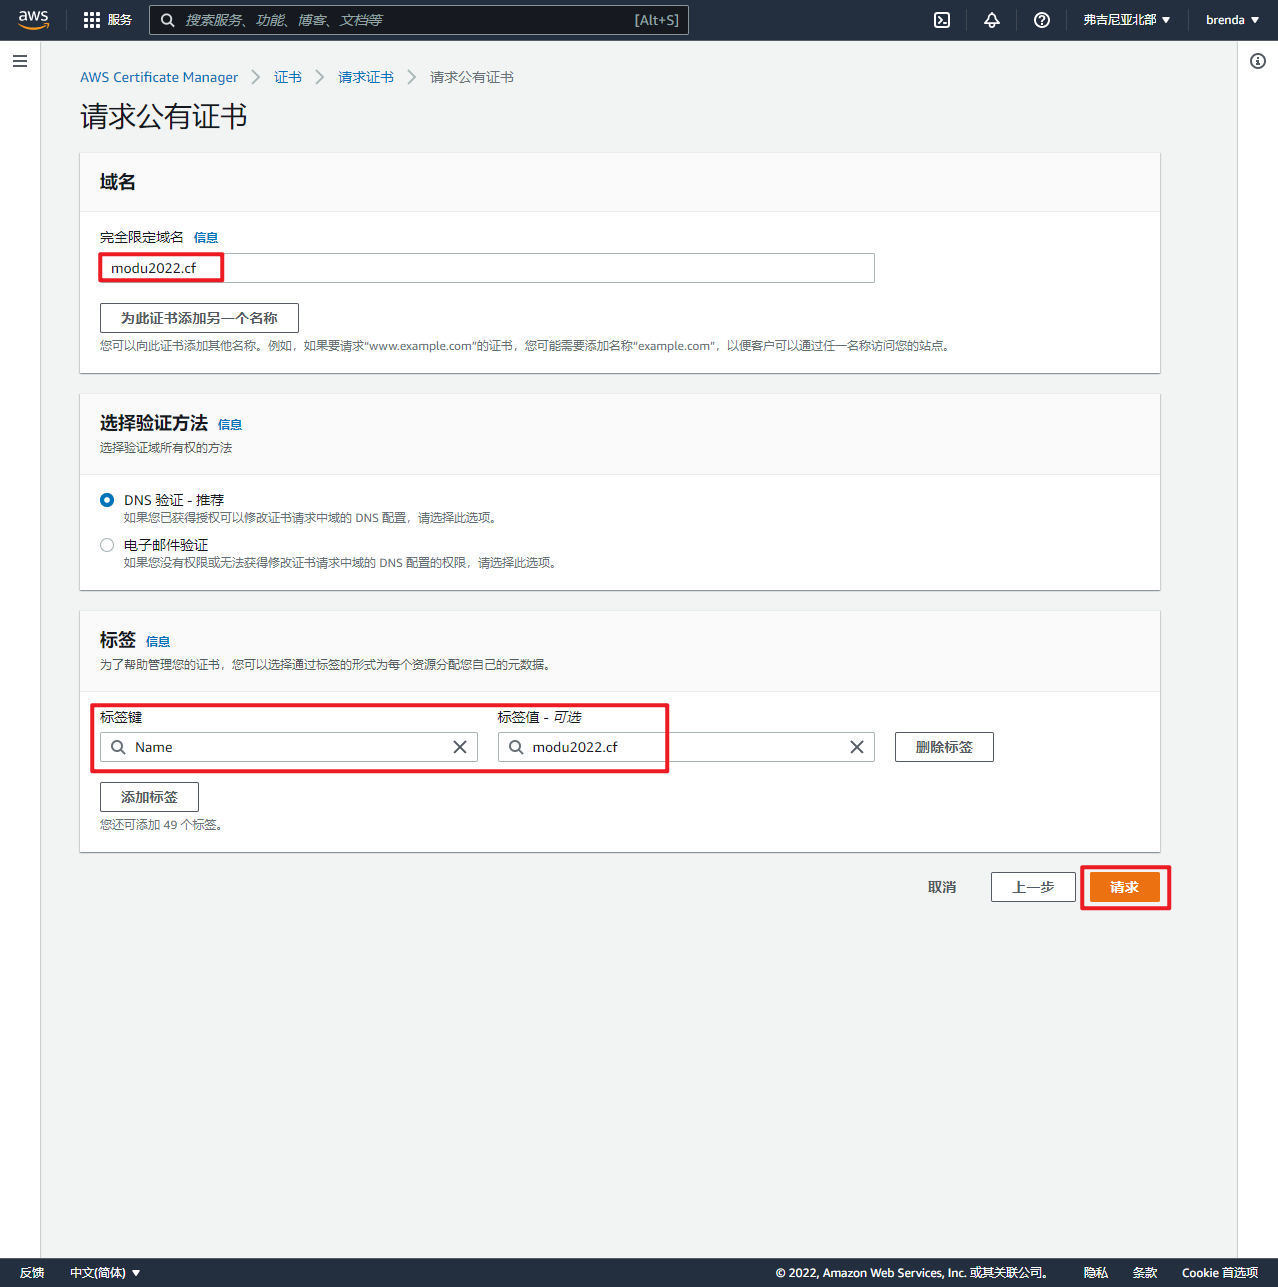 aws 服务 搜索服务、功能、博客、文档等 [Alt+S] 弗吉尼亚北部 brenda
AWS Certificate Manager 证书 请求证书 请求公有证书
请求公有证书
域名
完全限定域名 信息
modu2022.cf
为此证书添加另一个名称
您可以向此证书添加其他名称。例如，如果要请求“www.example.com”的证书，您可能需要添加名称“example.com”，以便客户可以通过任一名称访问您的站点。
选择验证方法 信息
选择验证域所有权的方法
DNS 验证 - 推荐
如果您已获得授权可以修改证书请求中域的 DNS 配置，请选择此选项。
电子邮件验证
如果您没有权限或无法获得修改证书请求中域的 DNS 配置的权限，请选择此选项。
标签 信息
为了帮助管理您的证书，您可以选择通过标签的形式为每个资源分配您自己的元数据。
标签键 标签值 - 可选
Name modu2022.cf 删除标签
添加标签
您还可添加 49 个标签。
取消 上一步 请求
反馈 中文(简体) © 2022, Amazon Web Services, Inc. 或其关联公司。 隐私 条款 Cookie 首选项